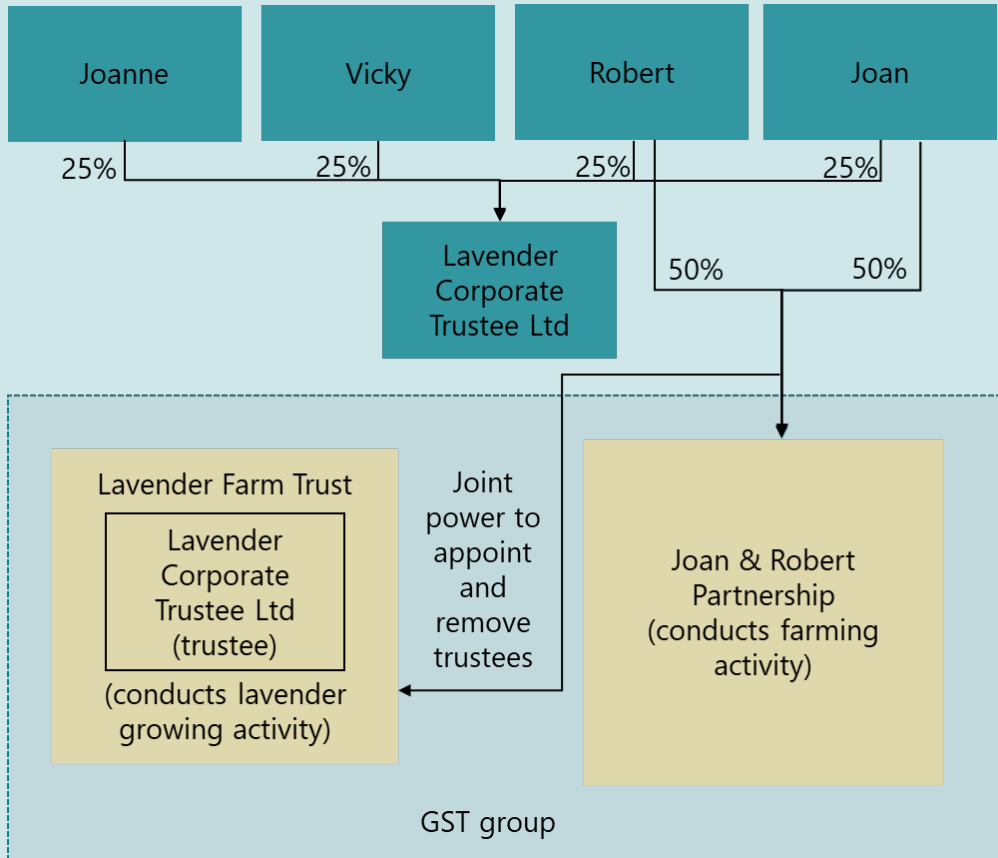 Joanne
Vicky
Robert
Joan
25%
25%
25%
25%
Lavender
Corporate
Trustee Ltd
50%
50%
Lavender Farm Trust
Lavender
Corporate
Trustee Ltd
(trustee)
(conducts lavender
growing activity)
Joint
power to
appoint
and
remove
trustees
Joan & Robert
Partnership
(conducts farming
activity)
GST group